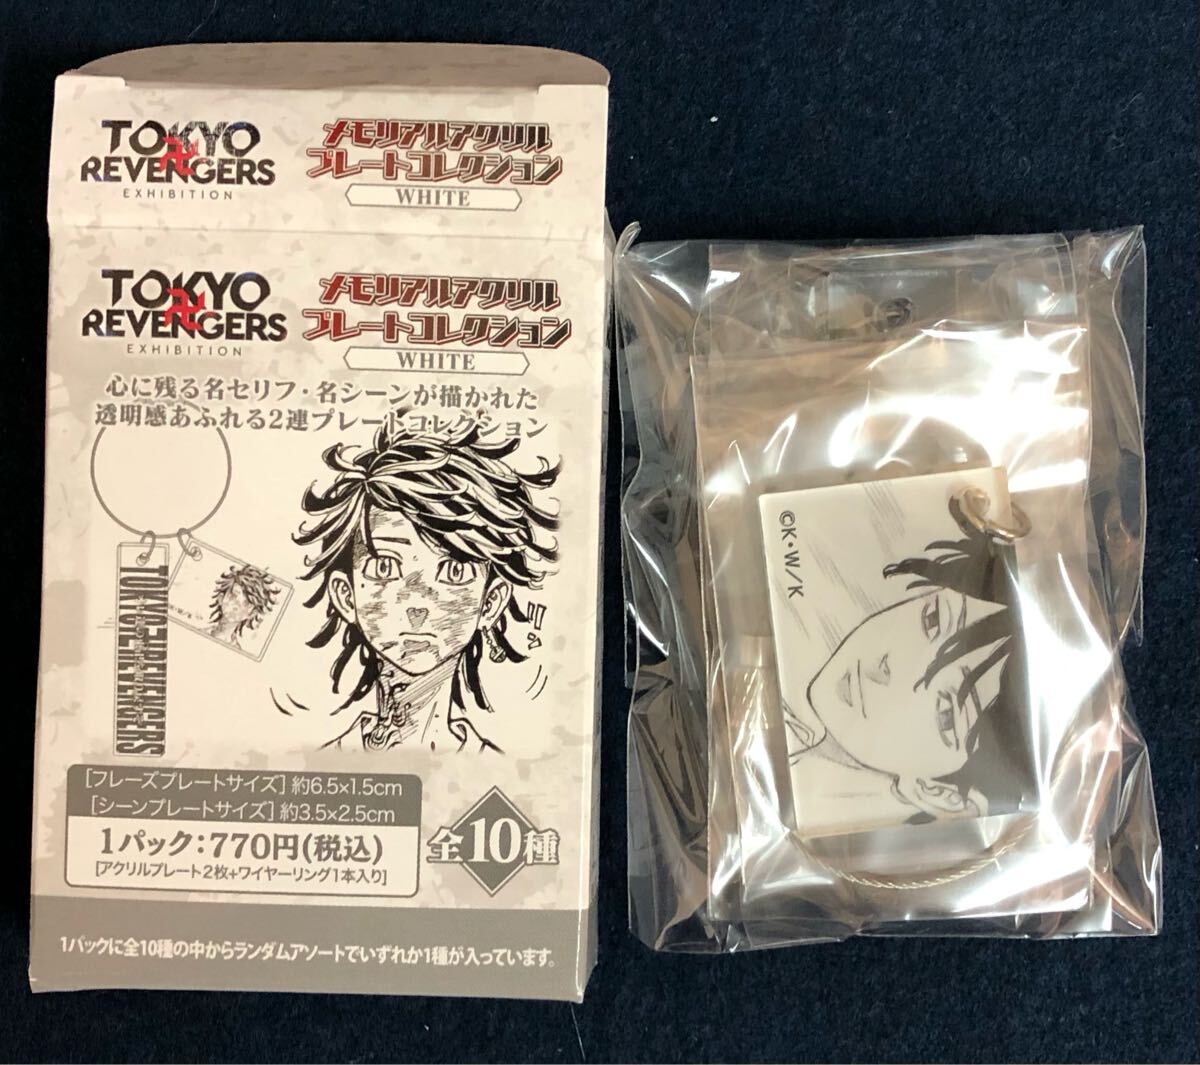 TOKYO
卍
REVENGERS
EXHIBITION
メモリアルアクリル
プレートコレクション
WHITE
TOKYO
卍
REVENGERS
EXHIBITION
メモリアルアクリル
プレートコレクション
WHITE
心に残る名セリフ・名シーンが描かれた
透明感あふれる2連プレートコレクション
[フレーズプレートサイズ] 約6.5×1.5cm
[シーンプレートサイズ] 約3.5×2.5cm
1パック:770円(税込)
[アクリルプレート2枚+ワイヤーリング1本入り]
全10種
1パックに全10種の中からランダムアソートでいずれか1種が入っています。
©K・W/K